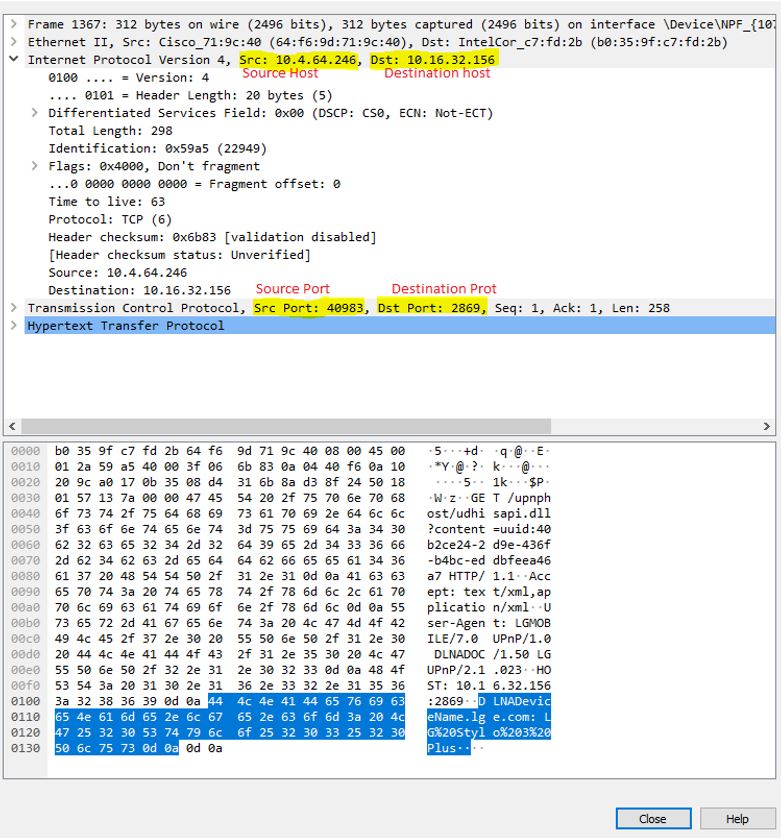 Frame 1367: 312 bytes on wire (2496 bits), 312 bytes captured (2496 bits) on interface \Device\NPF_{107
Ethernet II, Src: Cisco_71:9c:40 (64:f6:9d:71:9c:40), Dst: IntelCor_c7:fd:2b (b0:35:9f:c7:fd:2b)
Internet Protocol Version 4, Src: 10.4.64.246, Dst: 10.16.32.156
Source Host Destination host
0100 .... = Version: 4
.... 0101 = Header Length: 20 bytes (5)
Differentiated Services Field: 0x00 (DSCP: CS0, ECN: Not-ECT)
Total Length: 298
Identification: 0x59a5 (22949)
Flags: 0x4000, Don't fragment
...0 0000 0000 0000 = Fragment offset: 0
Time to live: 63
Protocol: TCP (6)
Header checksum: 0x6b83 [validation disabled]
[Header checksum status: Unverified]
Source: 10.4.64.246
Destination: 10.16.32.156
Source Port Destination Prot
Transmission Control Protocol, Src Port: 40983, Dst Port: 2869, Seq: 1, Ack: 1, Len: 258
Hypertext Transfer Protocol
0000 b0 35 9f c7 fd 2b 64 f6 9d 71 9c 40 08 00 45 00 ·5···+d· ·q·@··E·
0010 01 2a 59 a5 40 00 3f 06 6b 83 0a 04 40 f6 0a 10 ·*Y·@·?· k···@···
0020 20 9c a0 17 0b 35 08 d4 31 6b 8a d3 8f 24 50 18 ····5·· 1k···$P·
0030 01 57 13 7a 00 00 47 45 54 20 2f 75 70 6e 70 68 ·W·z··GE T /upnph
0040 6f 73 74 2f 75 64 68 69 73 61 70 69 2e 64 6c 6c ost/udhi sapi.dll
0050 3f 63 6f 6e 74 65 6e 74 3d 75 75 69 64 3a 34 30 ?content =uuid:40
0060 62 32 63 65 32 34 2d 32 64 39 65 2d 34 33 36 66 b2ce24-2 d9e-436f
0070 2d 62 34 62 63 2d 65 64 64 62 66 65 65 61 34 36 -b4bc-ed dbfeea46
0080 61 37 20 48 54 54 50 2f 31 2e 31 0d 0a 41 63 63 a7 HTTP/ 1.1··Acc
0090 65 70 74 3a 20 74 65 78 74 2f 78 6d 6c 2c 61 70 ept: tex t/xml,ap
00a0 70 6c 69 63 61 74 69 6f 6e 2f 78 6d 6c 0d 0a 55 plicatio n/xml··U
00b0 73 65 72 2d 41 67 65 6e 74 3a 20 4c 47 4d 4f 42 ser-Agen t: LGMOB
00c0 49 4c 45 2f 37 2e 30 20 55 50 6e 50 2f 31 2e 30 ILE/7.0 UPnP/1.0
00d0 20 44 4c 4e 41 44 4f 43 2f 31 2e 35 30 20 4c 47 DLNADOC /1.50 LG
00e0 55 50 6e 50 2f 32 2e 31 2e 30 32 33 0d 0a 48 4f UPnP/2.1 .023··HO
00f0 53 54 3a 20 31 30 2e 31 36 2e 33 32 2e 31 35 36 ST: 10.1 6.32.156
0100 3a 32 38 36 39 0d 0a 44 4c 4e 41 44 65 76 69 63 :2869··D LNADevic
0110 65 4e 61 6d 65 2e 6c 67 65 2e 63 6f 6d 3a 20 4c eName.lg e.com: L
0120 47 25 32 30 53 74 79 6c 6f 25 32 30 33 25 32 30 G%20Styl o%203%20
0130 50 6c 75 73 0d 0a 0d 0a Plus····
Close Help